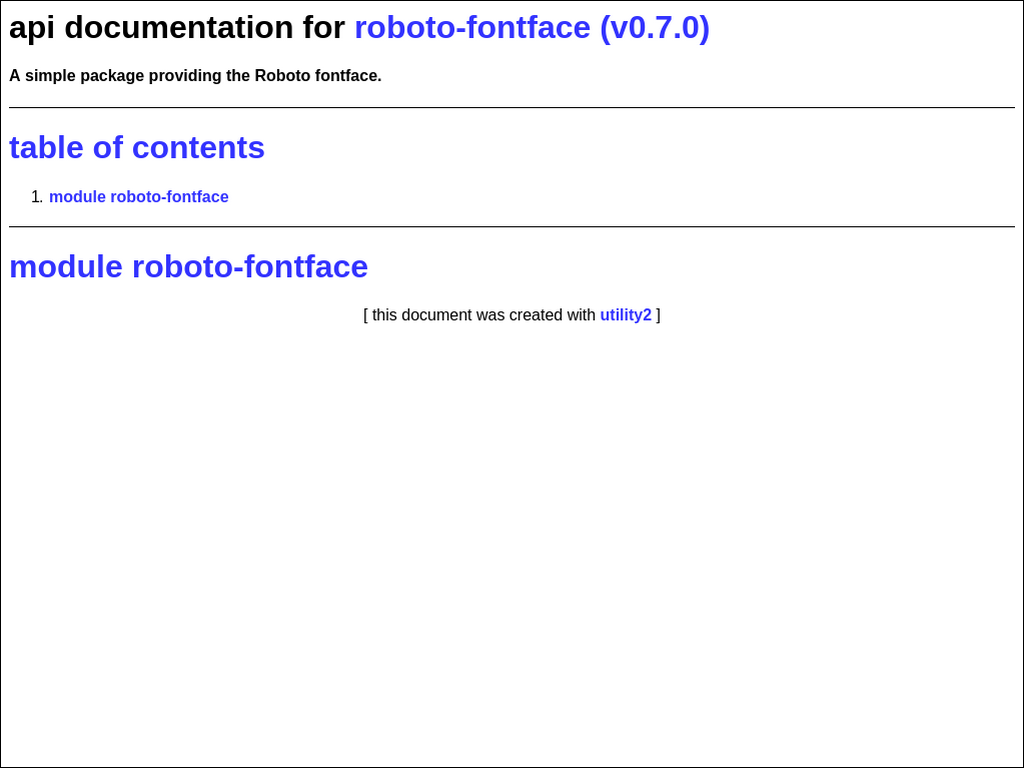 api documentation for roboto-fontface (v0.7.0)
A simple package providing the Roboto fontface.
table of contents
1. module roboto-fontface
module roboto-fontface
[ this document was created with utility2 ]